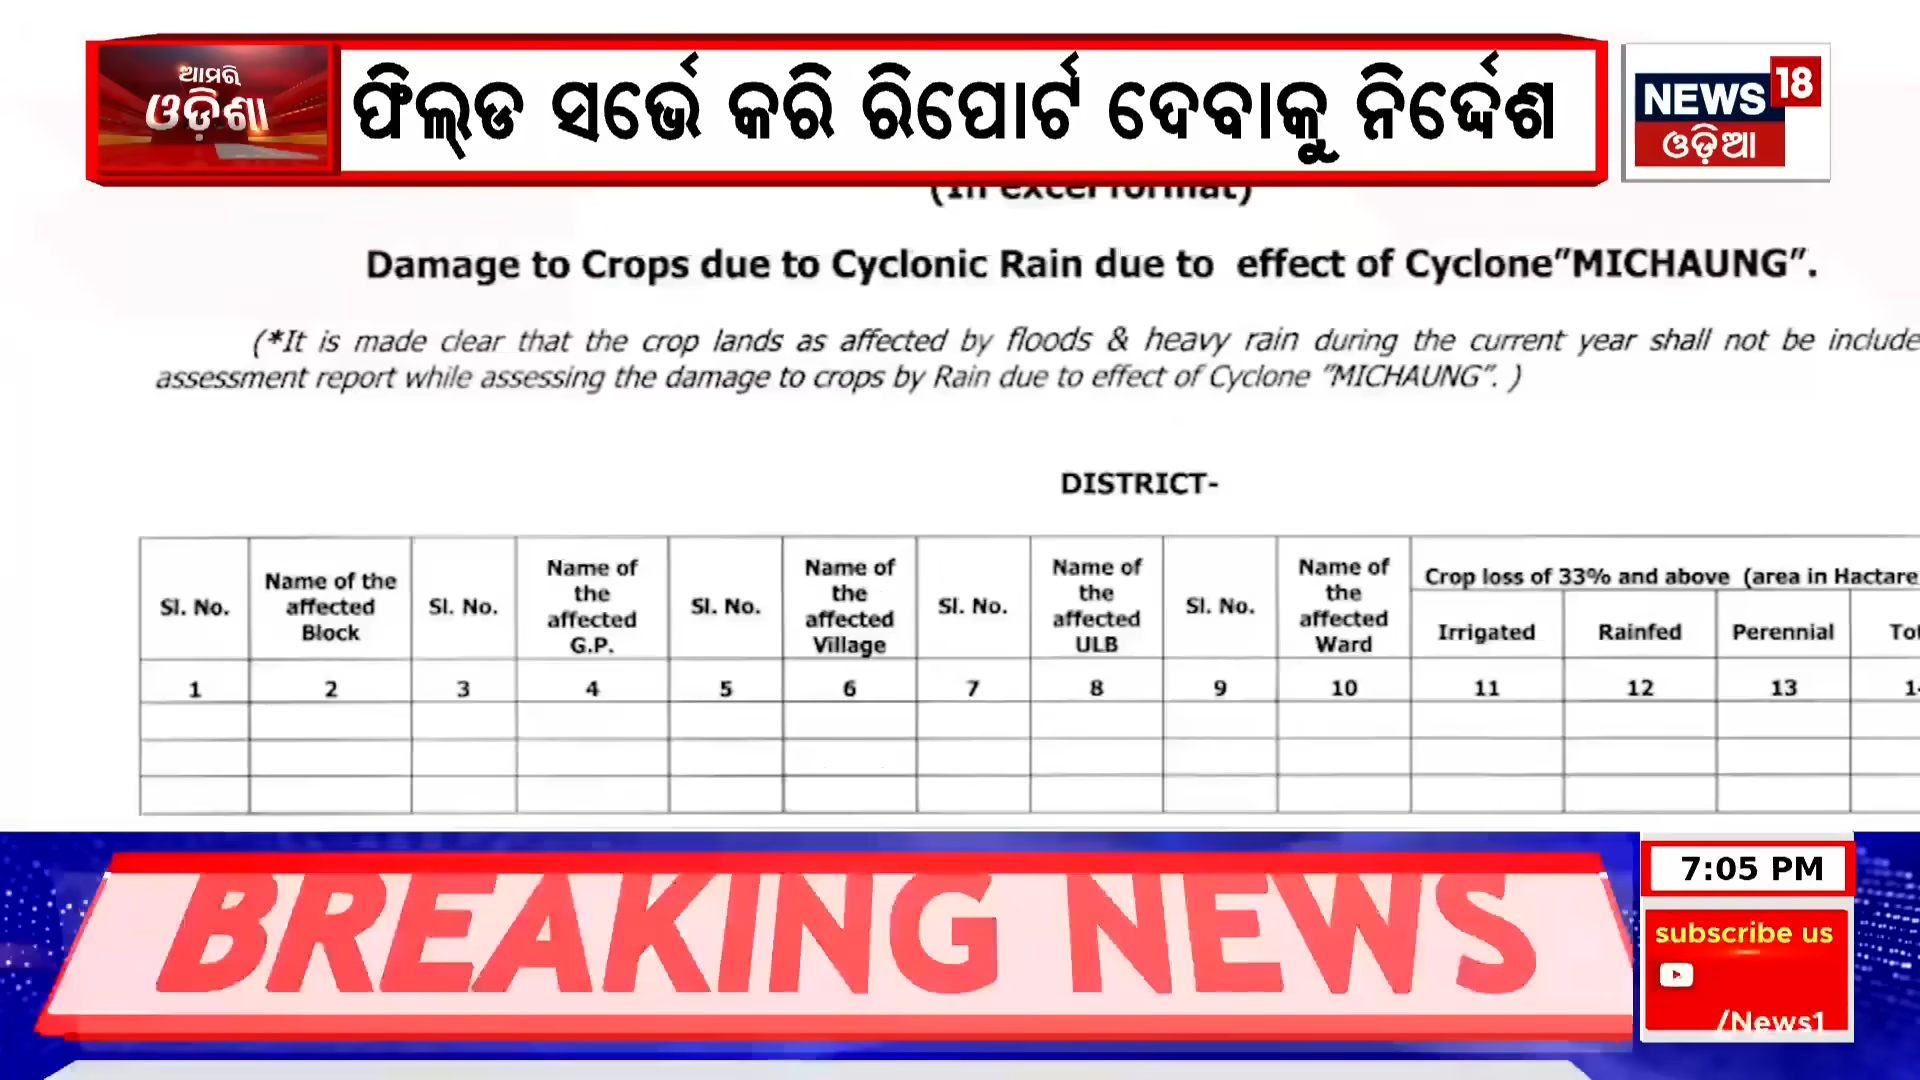 ଆମରି
ଓଡ଼ିଶା
ଫିଲ୍ଡ ସର୍ଭେ କରି ରିପୋର୍ଟ ଦେବାକୁ ନିର୍ଦ୍ଦେଶ
NEWS 18
ଓଡ଼ିଆ
(In excel format)
Damage to Crops due to Cyclonic Rain due to effect of Cyclone"MICHAUNG".
(*It is made clear that the crop lands as affected by floods & heavy rain during the current year shall not be include
assessment report while assessing the damage to crops by Rain due to effect of Cyclone "MICHAUNG". )
DISTRICT-
Sl. No.
Name of the
affected
Block
Sl. No.
Name of
the
affected
G.P.
Sl. No.
Name of
the
affected
Village
Sl. No.
Name of
the
affected
ULB
Sl. No.
Name of
the
affected
Ward
Crop loss of 33% and above (area in Hactare
Irrigated Rainfed Perennial
1 2 3 4 5 6 7 8 9 10 11 12 13
BREAKING NEWS
7:05 PM
subscribe us
/News1